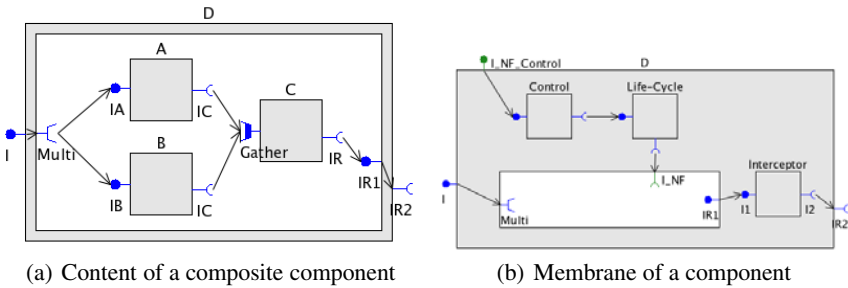 D
A
IA
IC
I
Multi
B
IB
IC
C
Gather
IR
IR1
IR2
(a) Content of a composite component
I_NF_Control
D
Control
Life-Cycle
I
I_NF
Multi
IR1
Interceptor
I1
I2
IR2
(b) Membrane of a component